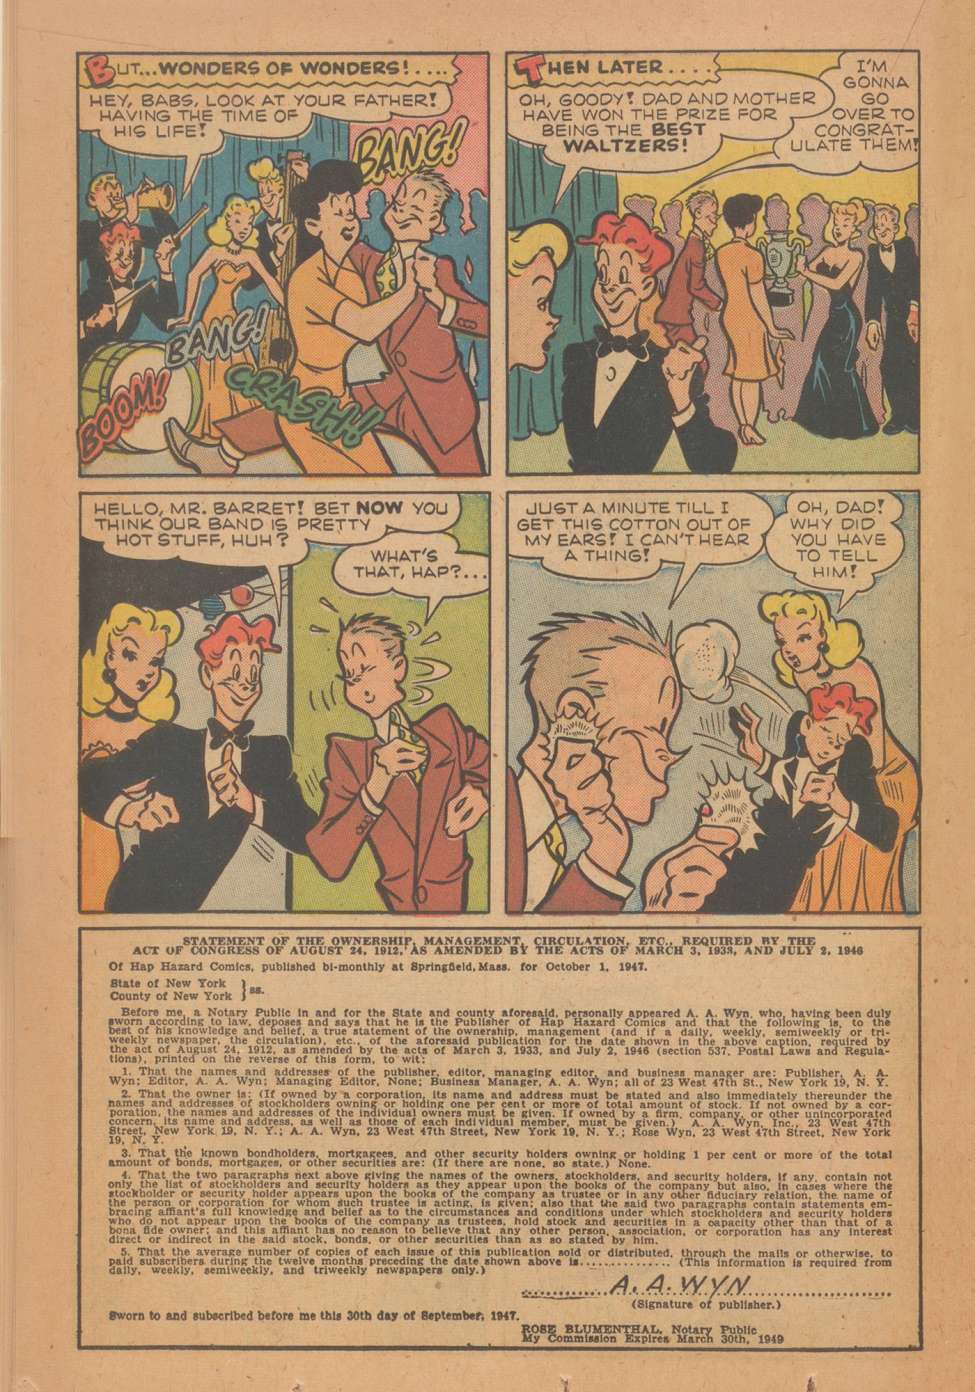 BUT...WONDERS OF WONDERS!....
HEY, BABS, LOOK AT YOUR FATHER!
HAVING THE TIME OF
HIS LIFE!
BANG!
BANG!
BOOM!
CRASH!!
THEN LATER....
OH, GOODY! DAD AND MOTHER
HAVE WON THE PRIZE FOR
BEING THE BEST
WALTZERS!
I'M
GONNA
GO
OVER TO
CONGRAT-
ULATE THEM!
HELLO, MR. BARRET! BET NOW YOU
THINK OUR BAND IS PRETTY
HOT STUFF, HUH?
WHAT'S
THAT, HAP?...
JUST A MINUTE TILL I
GET THIS COTTON OUT OF
MY EARS! I CAN'T HEAR
A THING!
OH, DAD!
WHY DID
YOU HAVE
TO TELL
HIM!
STATEMENT OF THE OWNERSHIP, MANAGEMENT, CIRCULATION, ETC., REQUIRED BY THE
ACT OF CONGRESS OF AUGUST 24, 1912, AS AMENDED BY THE ACTS OF MARCH 3, 1933, AND JULY 2, 1946
Of Hap Hazard Comics, published bi-monthly at Springfield, Mass. for October 1, 1947.
State of New York
County of New York } ss.
Before me, a Notary Public in and for the State and county aforesaid, personally appeared A. A. Wyn, who, having been duly
sworn according to law, deposes and says that he is the Publisher of Hap Hazard Comics and that the following is, to the
best of his knowledge and belief, a true statement of the ownership, management (and if a daily, weekly, semiweekly or tri-
weekly newspaper, the circulation), etc., of the aforesaid publication for the date shown in the above caption, required by
the act of August 24, 1912, as amended by the acts of March 3, 1933, and July 2, 1946 (section 537, Postal Laws and Regula-
tions), printed on the reverse of this form, to wit:
1. That the names and addresses of the publisher, editor, managing editor, and business manager are: Publisher, A. A.
Wyn; Editor, A. A. Wyn; Managing Editor, None; Business Manager, A. A. Wyn; all of 23 West 47th St., New York 19, N. Y.
2. That the owner is: (If owned by a corporation, its name and address must be stated and also immediately thereunder the
names and addresses of stockholders owning or holding one per cent or more of total amount of stock. If not owned by a cor-
poration, the names and addresses of the individual owners must be given. If owned by a firm, company, or other unincorporated
concern, its name and address, as well as those of each individual member, must be given.) A. A. Wyn, Inc., 23 West 47th
Street, New York 19, N. Y.; A. A. Wyn, 23 West 47th Street, New York 19, N. Y.; Rose Wyn, 23 West 47th Street, New York
19, N. Y.
3. That the known bondholders, mortgagees, and other security holders owning or holding 1 per cent or more of the total
amount of bonds, mortgages, or other securities are: (If there are none, so state.) None.
4. That the two paragraphs next above giving the names of the owners, stockholders, and security holders, if any, contain not
only the list of stockholders and security holders as they appear upon the books of the company but also, in cases where the
stockholder or security holder appears upon the books of the company as trustee or in any other fiduciary relation, the name of
the person or corporation for whom such trustee is acting, is given; also that the said two paragraphs contain statements em-
bracing affiant's full knowledge and belief as to the circumstances and conditions under which stockholders and security holders
who do not appear upon the books of the company as trustees, hold stock and securities in a capacity other than that of a
bona fide owner; and this affiant has no reason to believe that any other person, association, or corporation has any interest
direct or indirect in the said stock, bonds, or other securities than as so stated by him.
5. That the average number of copies of each issue of this publication sold or distributed, through the mails or otherwise, to
paid subscribers during the twelve months preceding the date shown above is.............. (This information is required from
daily, weekly, semiweekly, and triweekly newspapers only.)
A. A. WYN
(Signature of publisher.)
Sworn to and subscribed before me this 30th day of September, 1947.
ROSE BLUMENTHAL, Notary Public
My Commission Expires March 30th, 1949